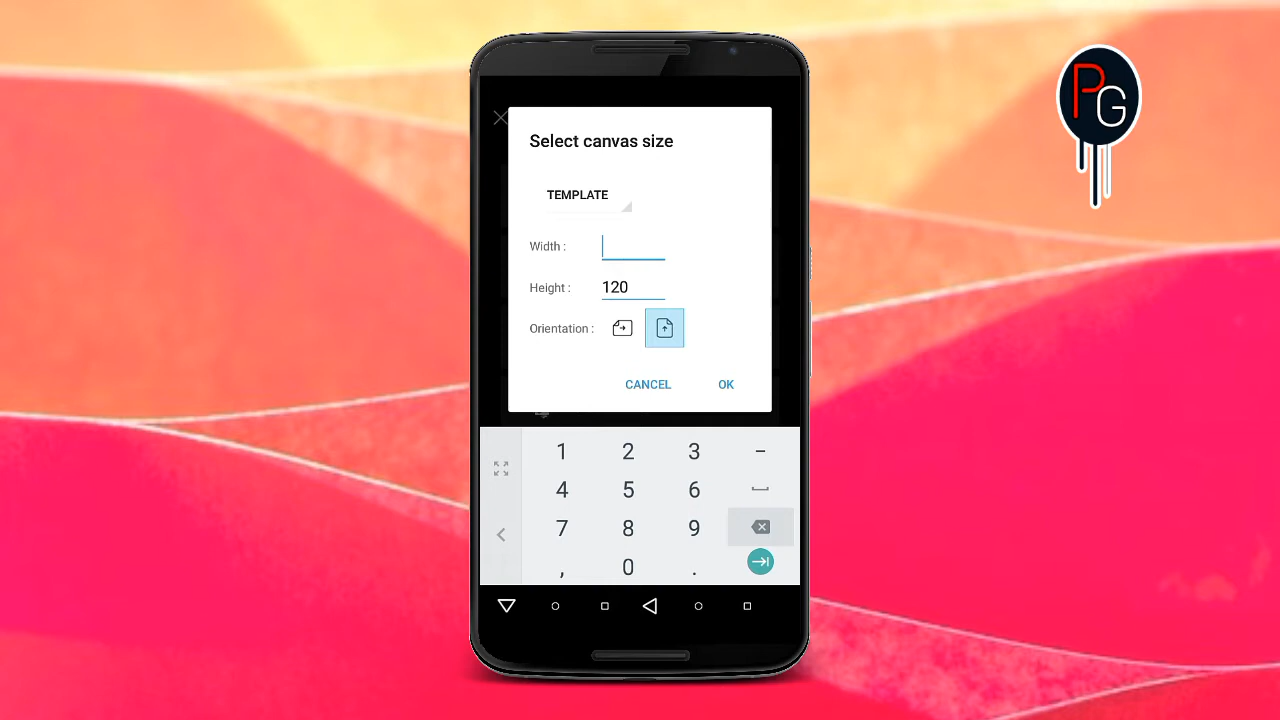 PG
Select canvas size
TEMPLATE
Width :
Height : 120
Orientation :
CANCEL OK
1 2 3 −
4 5 6
7 8 9
, 0 .